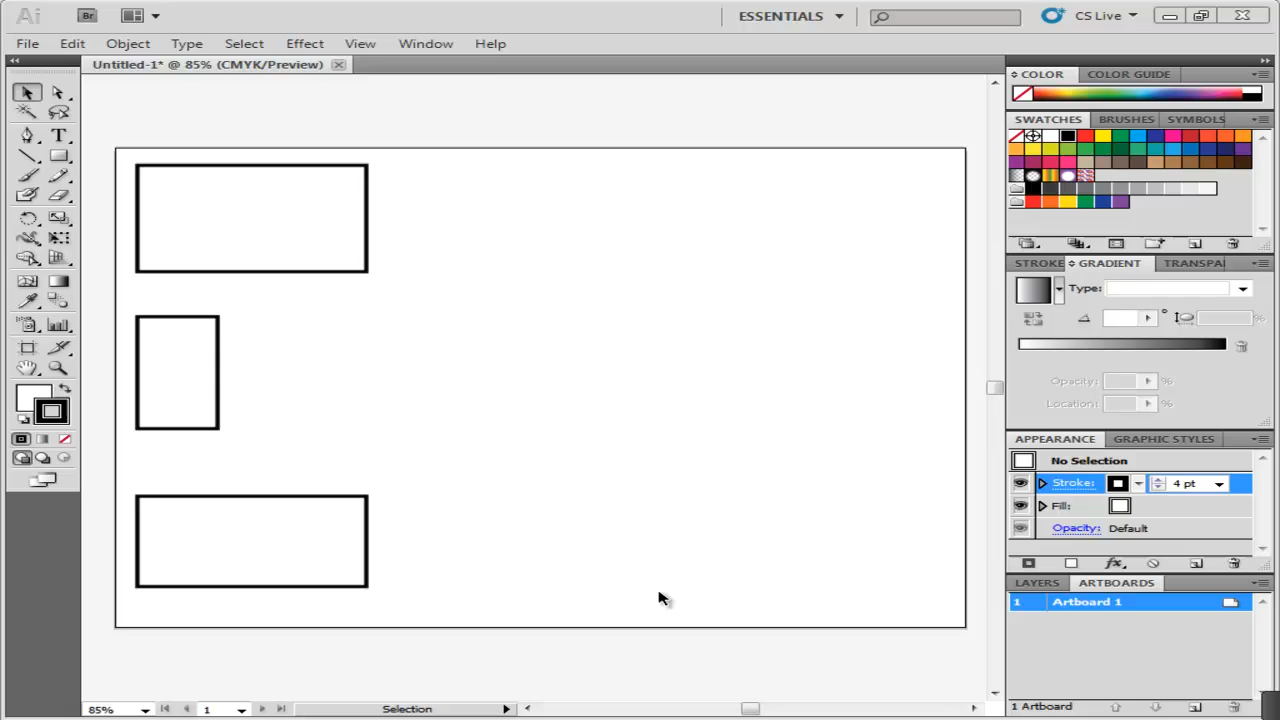 Ai Br ESSENTIALS CS Live
File Edit Object Type Select Effect View Window Help
Untitled-1* @ 85% (CMYK/Preview)
COLOR COLOR GUIDE
SWATCHES BRUSHES SYMBOLS
STROKE GRADIENT TRANSPA
Type:
° %
Opacity: %
Location: %
APPEARANCE GRAPHIC STYLES
No Selection
Stroke: 4 pt
Fill:
Opacity: Default
fx
LAYERS ARTBOARDS
1 Artboard 1
85% 1 Selection
1 Artboard